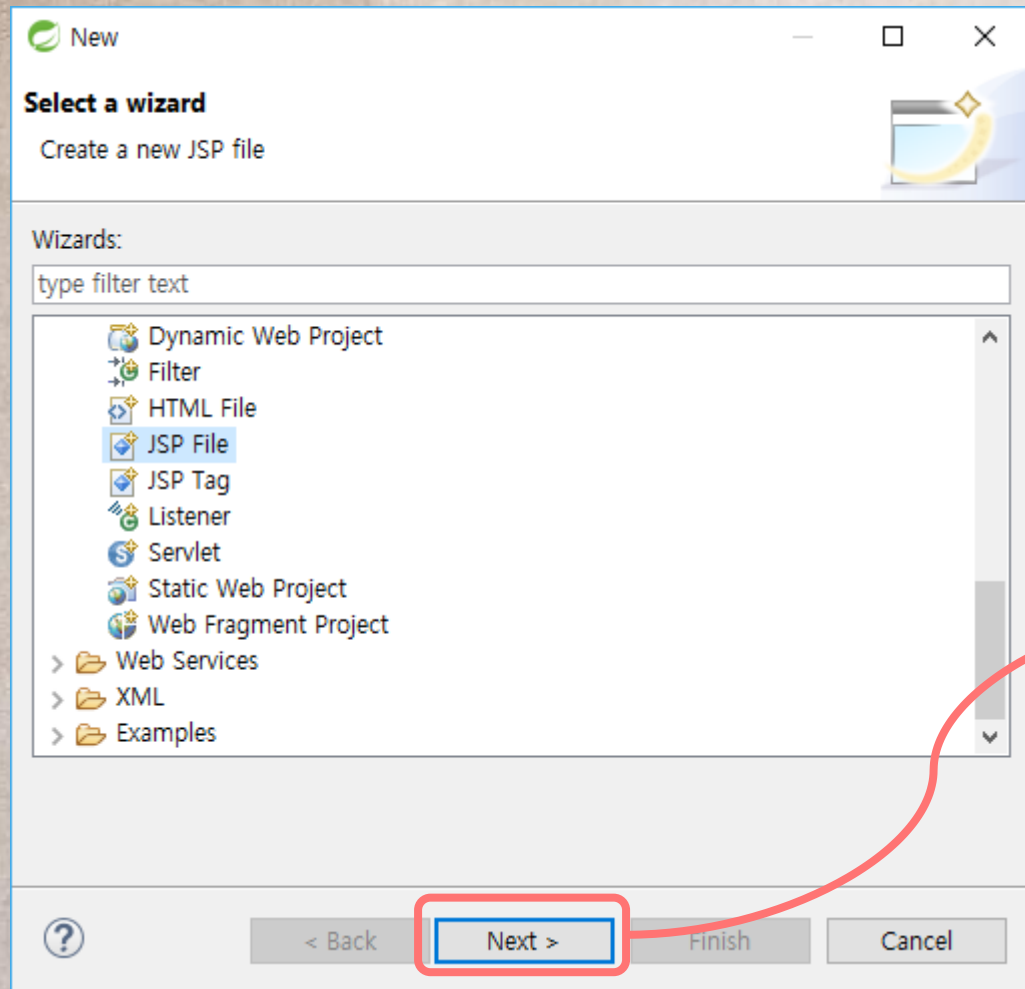 New
Select a wizard
Create a new JSP file
Wizards:
type filter text
Dynamic Web Project
Filter
HTML File
JSP File
JSP Tag
Listener
Servlet
Static Web Project
Web Fragment Project
Web Services
XML
Examples
< Back Next > Finish Cancel